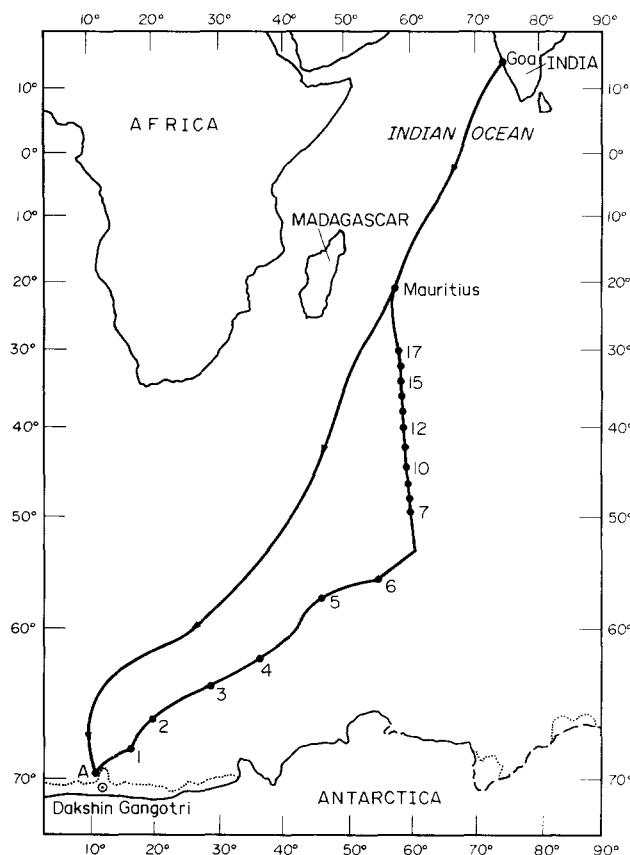 10° 20° 30° 40° 50° 60° 70° 80° 90°
Goa INDIA
10° 10°
AFRICA
INDIAN OCEAN
0° 0°
MADAGASCAR
10° 10°
20° Mauritius 20°
30° 17 30°
15
40° 12 40°
10
50° 7 50°
6
5
60° 60°
4
3
2
1
A
70° 70°
Dakshin Gangotri ANTARCTICA
10° 20° 30° 40° 50° 60° 70° 80° 90°